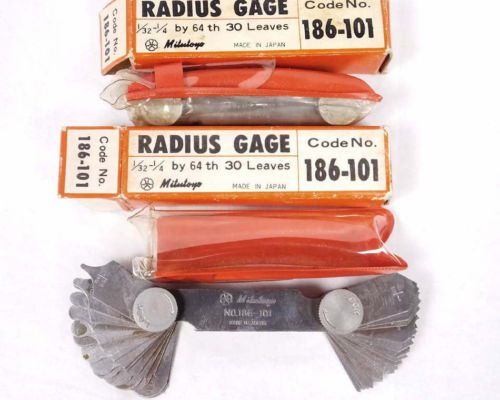 RADIUS GAGE
1/32-1/4 by 64 th 30 Leaves
Mitutoyo MADE IN JAPAN
Code No.
186-101
Code No.
186-101
RADIUS GAGE
1/32-1/4 by 64 th 30 Leaves
Mitutoyo MADE IN JAPAN
Code No.
186-101
Code No.
186-101
Mitutoyo
NO.186-101